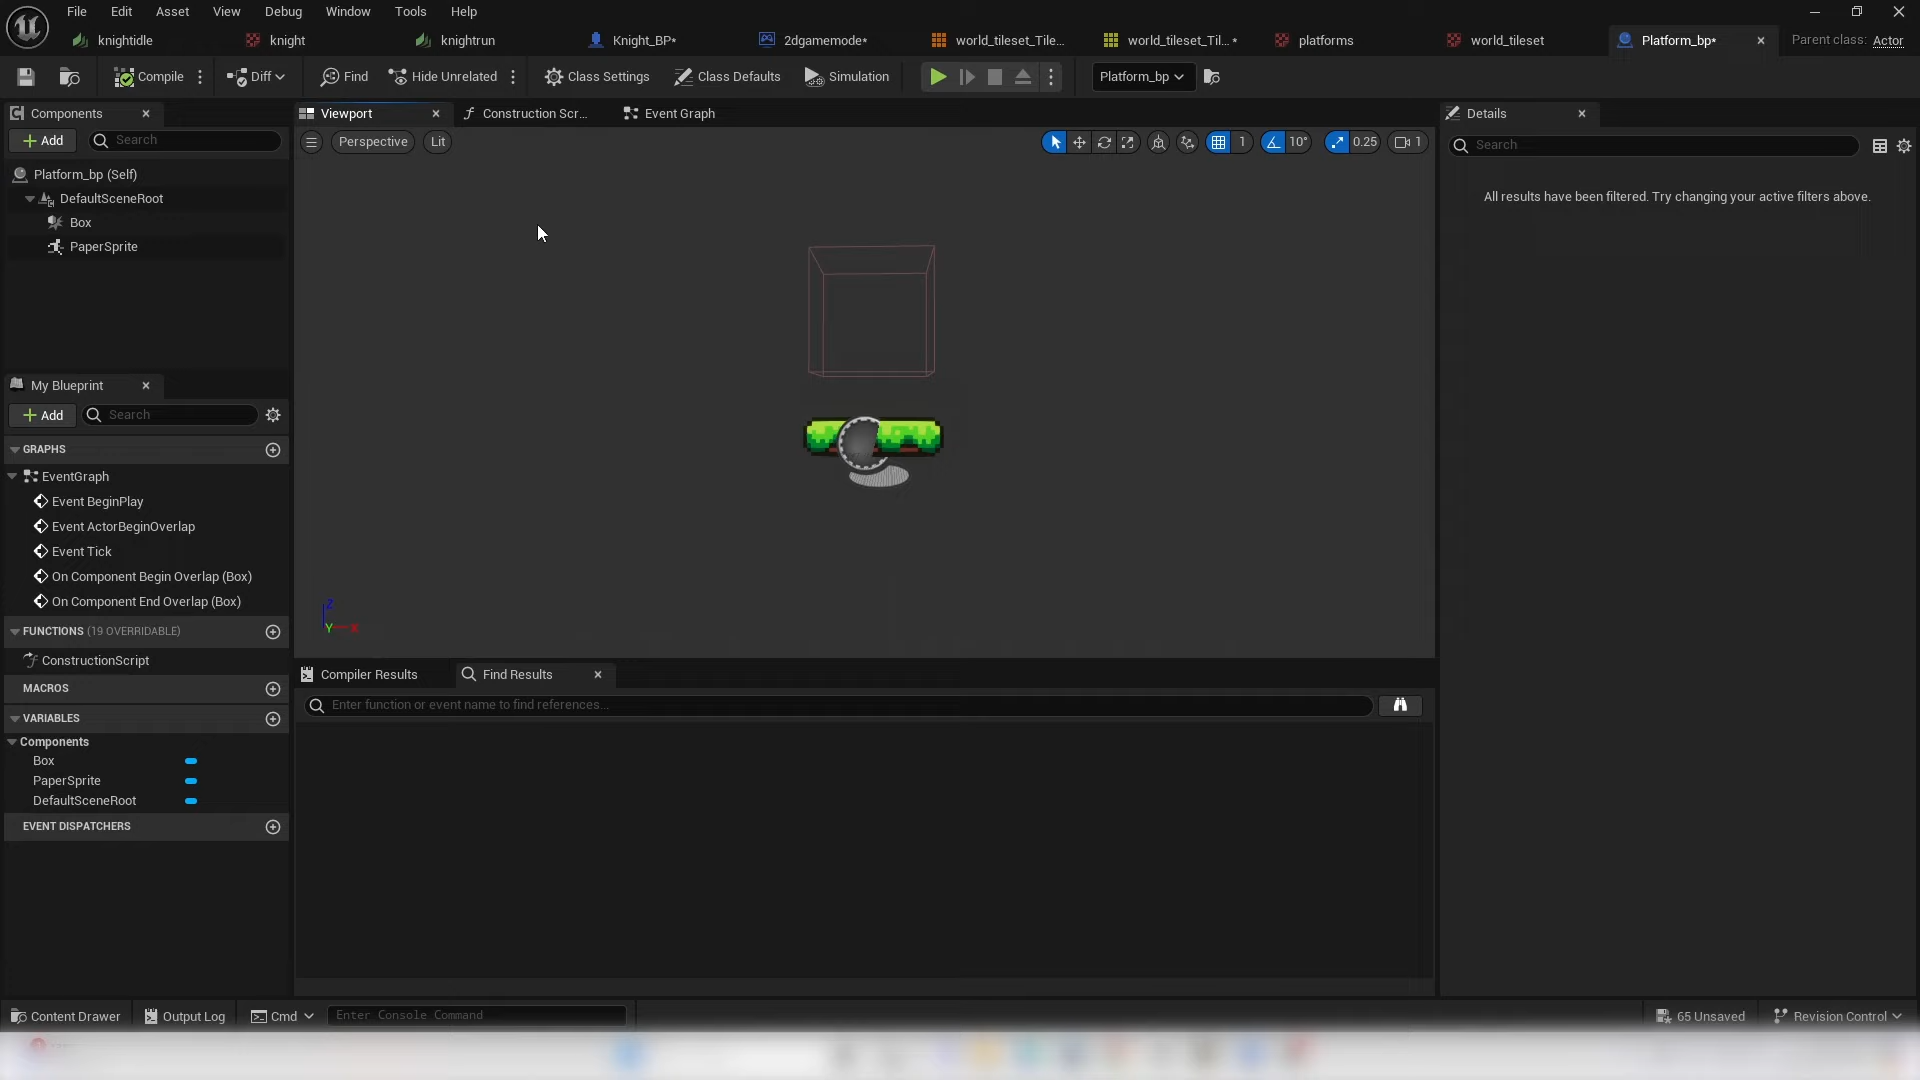 File Edit Asset View Debug Window Tools Help
knightidle knight knightrun Knight_BP* 2dgamemode* world_tileset_Tile... world_tileset_Til...* platforms world_tileset Platform_bp* Parent class: Actor
Compile Diff Find Hide Unrelated Class Settings Class Defaults Simulation Platform_bp
Components
Viewport Construction Scr... Event Graph
Details
Add Search
Perspective Lit
1 10° 0.25 1
Search
All results have been filtered. Try changing your active filters above.
Platform_bp (Self)
DefaultSceneRoot
Box
PaperSprite
My Blueprint
Add Search
GRAPHS
EventGraph
Event BeginPlay
Event ActorBeginOverlap
Event Tick
On Component Begin Overlap (Box)
On Component End Overlap (Box)
FUNCTIONS (19 OVERRIDABLE)
ConstructionScript
MACROS
VARIABLES
Components
Box
PaperSprite
DefaultSceneRoot
EVENT DISPATCHERS
Z
Y X
Compiler Results Find Results
Enter function or event name to find references...
Content Drawer Output Log Cmd Enter Console Command 65 Unsaved Revision Control